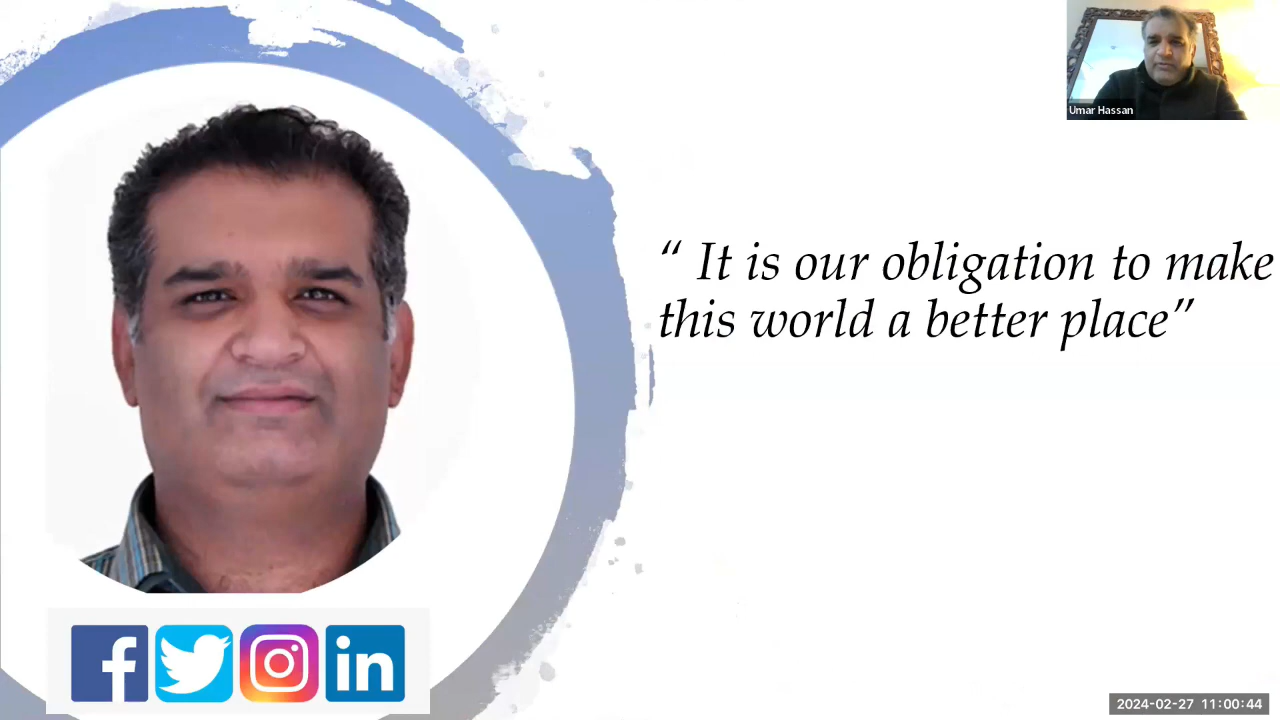 Umar Hassan
“ It is our obligation to make
this world a better place”
f
in
2024-02-27 11:00:44